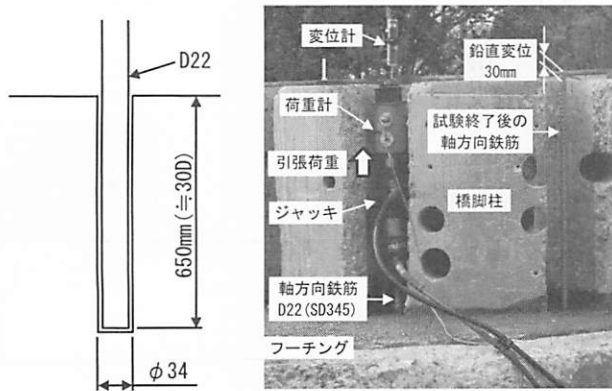 D22
650mm(≒30D)
φ34
変位計
鉛直変位
30mm
荷重計
試験終了後の
軸方向鉄筋
引張荷重
ジャッキ
橋脚柱
軸方向鉄筋
D22(SD345)
フーチング